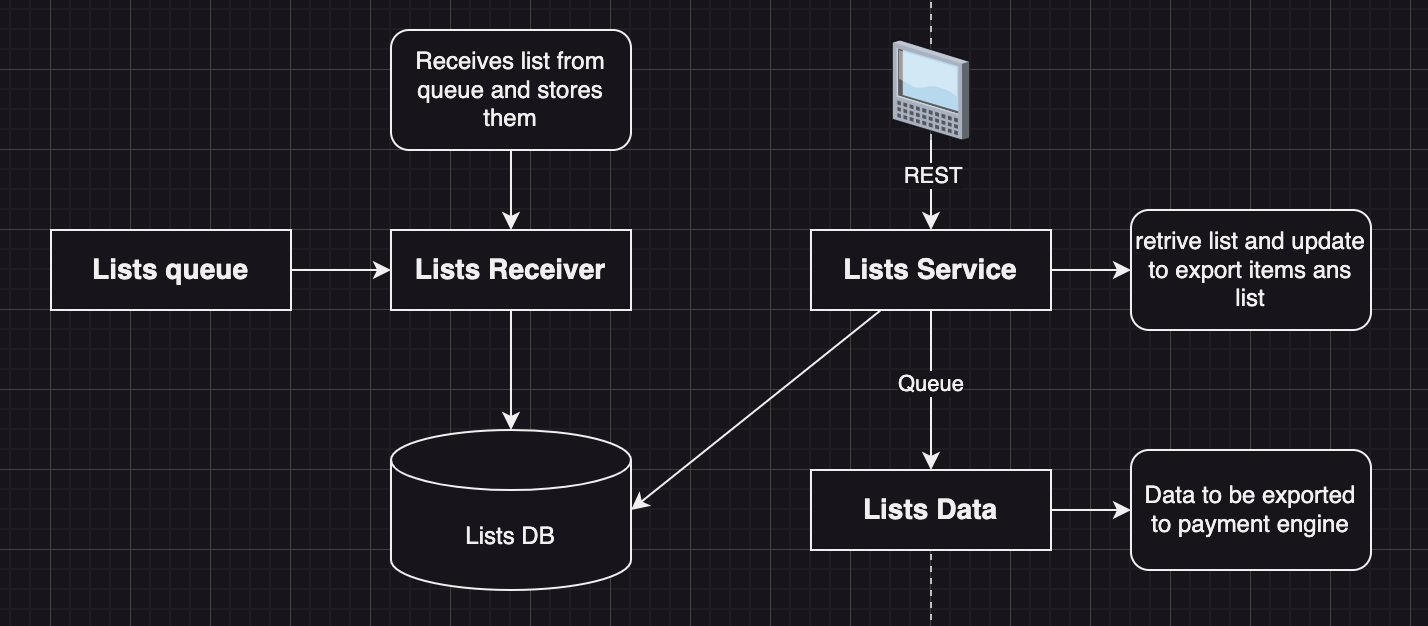 Receives list from
queue and stores
them
REST
Lists queue
Lists Receiver
Lists Service
retrive list and update
to export items ans
list
Queue
Lists DB
Lists Data
Data to be exported
to payment engine